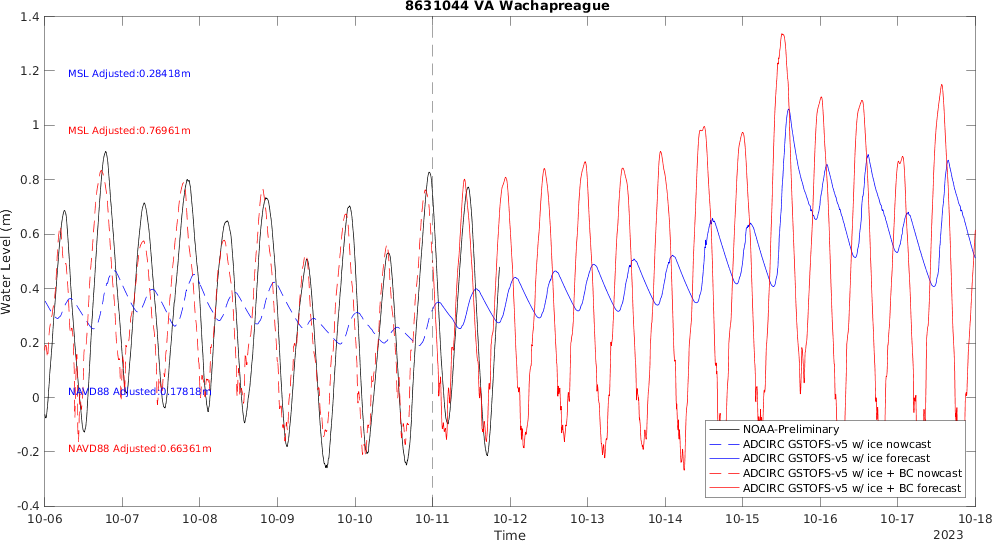 8631044 VA Wachapreague
Water Level (m)
1.4
1.2
1
0.8
0.6
0.4
0.2
0
-0.2
-0.4
MSL Adjusted:0.28418m
MSL Adjusted:0.76961m
NAVD88 Adjusted:0.17818m
NAVD88 Adjusted:0.66361m
NOAA-Preliminary
ADCIRC GSTOFS-v5 w/ ice nowcast
ADCIRC GSTOFS-v5 w/ ice forecast
ADCIRC GSTOFS-v5 w/ ice + BC nowcast
ADCIRC GSTOFS-v5 w/ ice + BC forecast
10-06 10-07 10-08 10-09 10-10 10-11 10-12 10-13 10-14 10-15 10-16 10-17 10-18
Time
2023